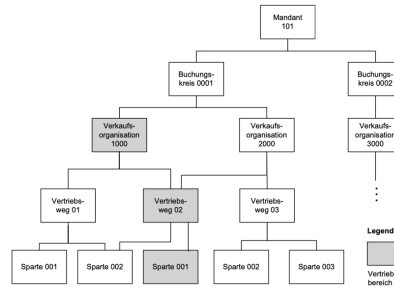 Mandant
101
Buchungs-
kreis 0001
Buchungs-
kreis 0002
Verkaufs-
organisation
1000
Verkaufs-
organisation
2000
Verkaufs-
organisation
3000
Vertriebs-
weg 01
Vertriebs-
weg 02
Vertriebs-
weg 03
Sparte 001
Sparte 002
Sparte 001
Sparte 002
Sparte 003
Legend
Vertrieb
bereich